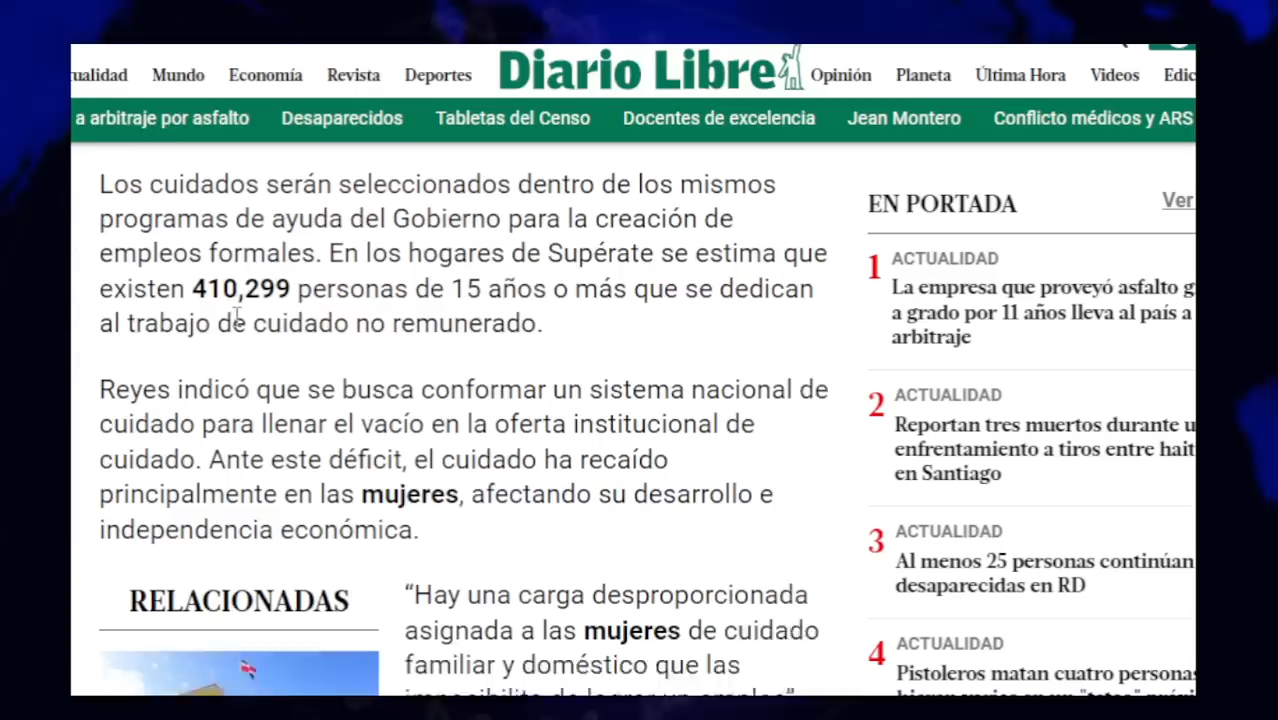 ualidad Mundo Economía Revista Deportes Diario Libre Opinión Planeta Última Hora Videos Edic
a arbitraje por asfalto Desaparecidos Tabletas del Censo Docentes de excelencia Jean Montero Conflicto médicos y ARS
Los cuidados serán seleccionados dentro de los mismos
programas de ayuda del Gobierno para la creación de
empleos formales. En los hogares de Supérate se estima que
existen 410,299 personas de 15 años o más que se dedican
al trabajo de cuidado no remunerado.
Reyes indicó que se busca conformar un sistema nacional de
cuidado para llenar el vacío en la oferta institucional de
cuidado. Ante este déficit, el cuidado ha recaído
principalmente en las mujeres, afectando su desarrollo e
independencia económica.
RELACIONADAS
“Hay una carga desproporcionada
asignada a las mujeres de cuidado
familiar y doméstico que las
EN PORTADA
Ver
1 ACTUALIDAD
La empresa que proveyó asfalto g
a grado por 11 años lleva al país a
arbitraje
2 ACTUALIDAD
Reportan tres muertos durante u
enfrentamiento a tiros entre hait
en Santiago
3 ACTUALIDAD
Al menos 25 personas continúan
desaparecidas en RD
4 ACTUALIDAD
Pistoleros matan cuatro persona